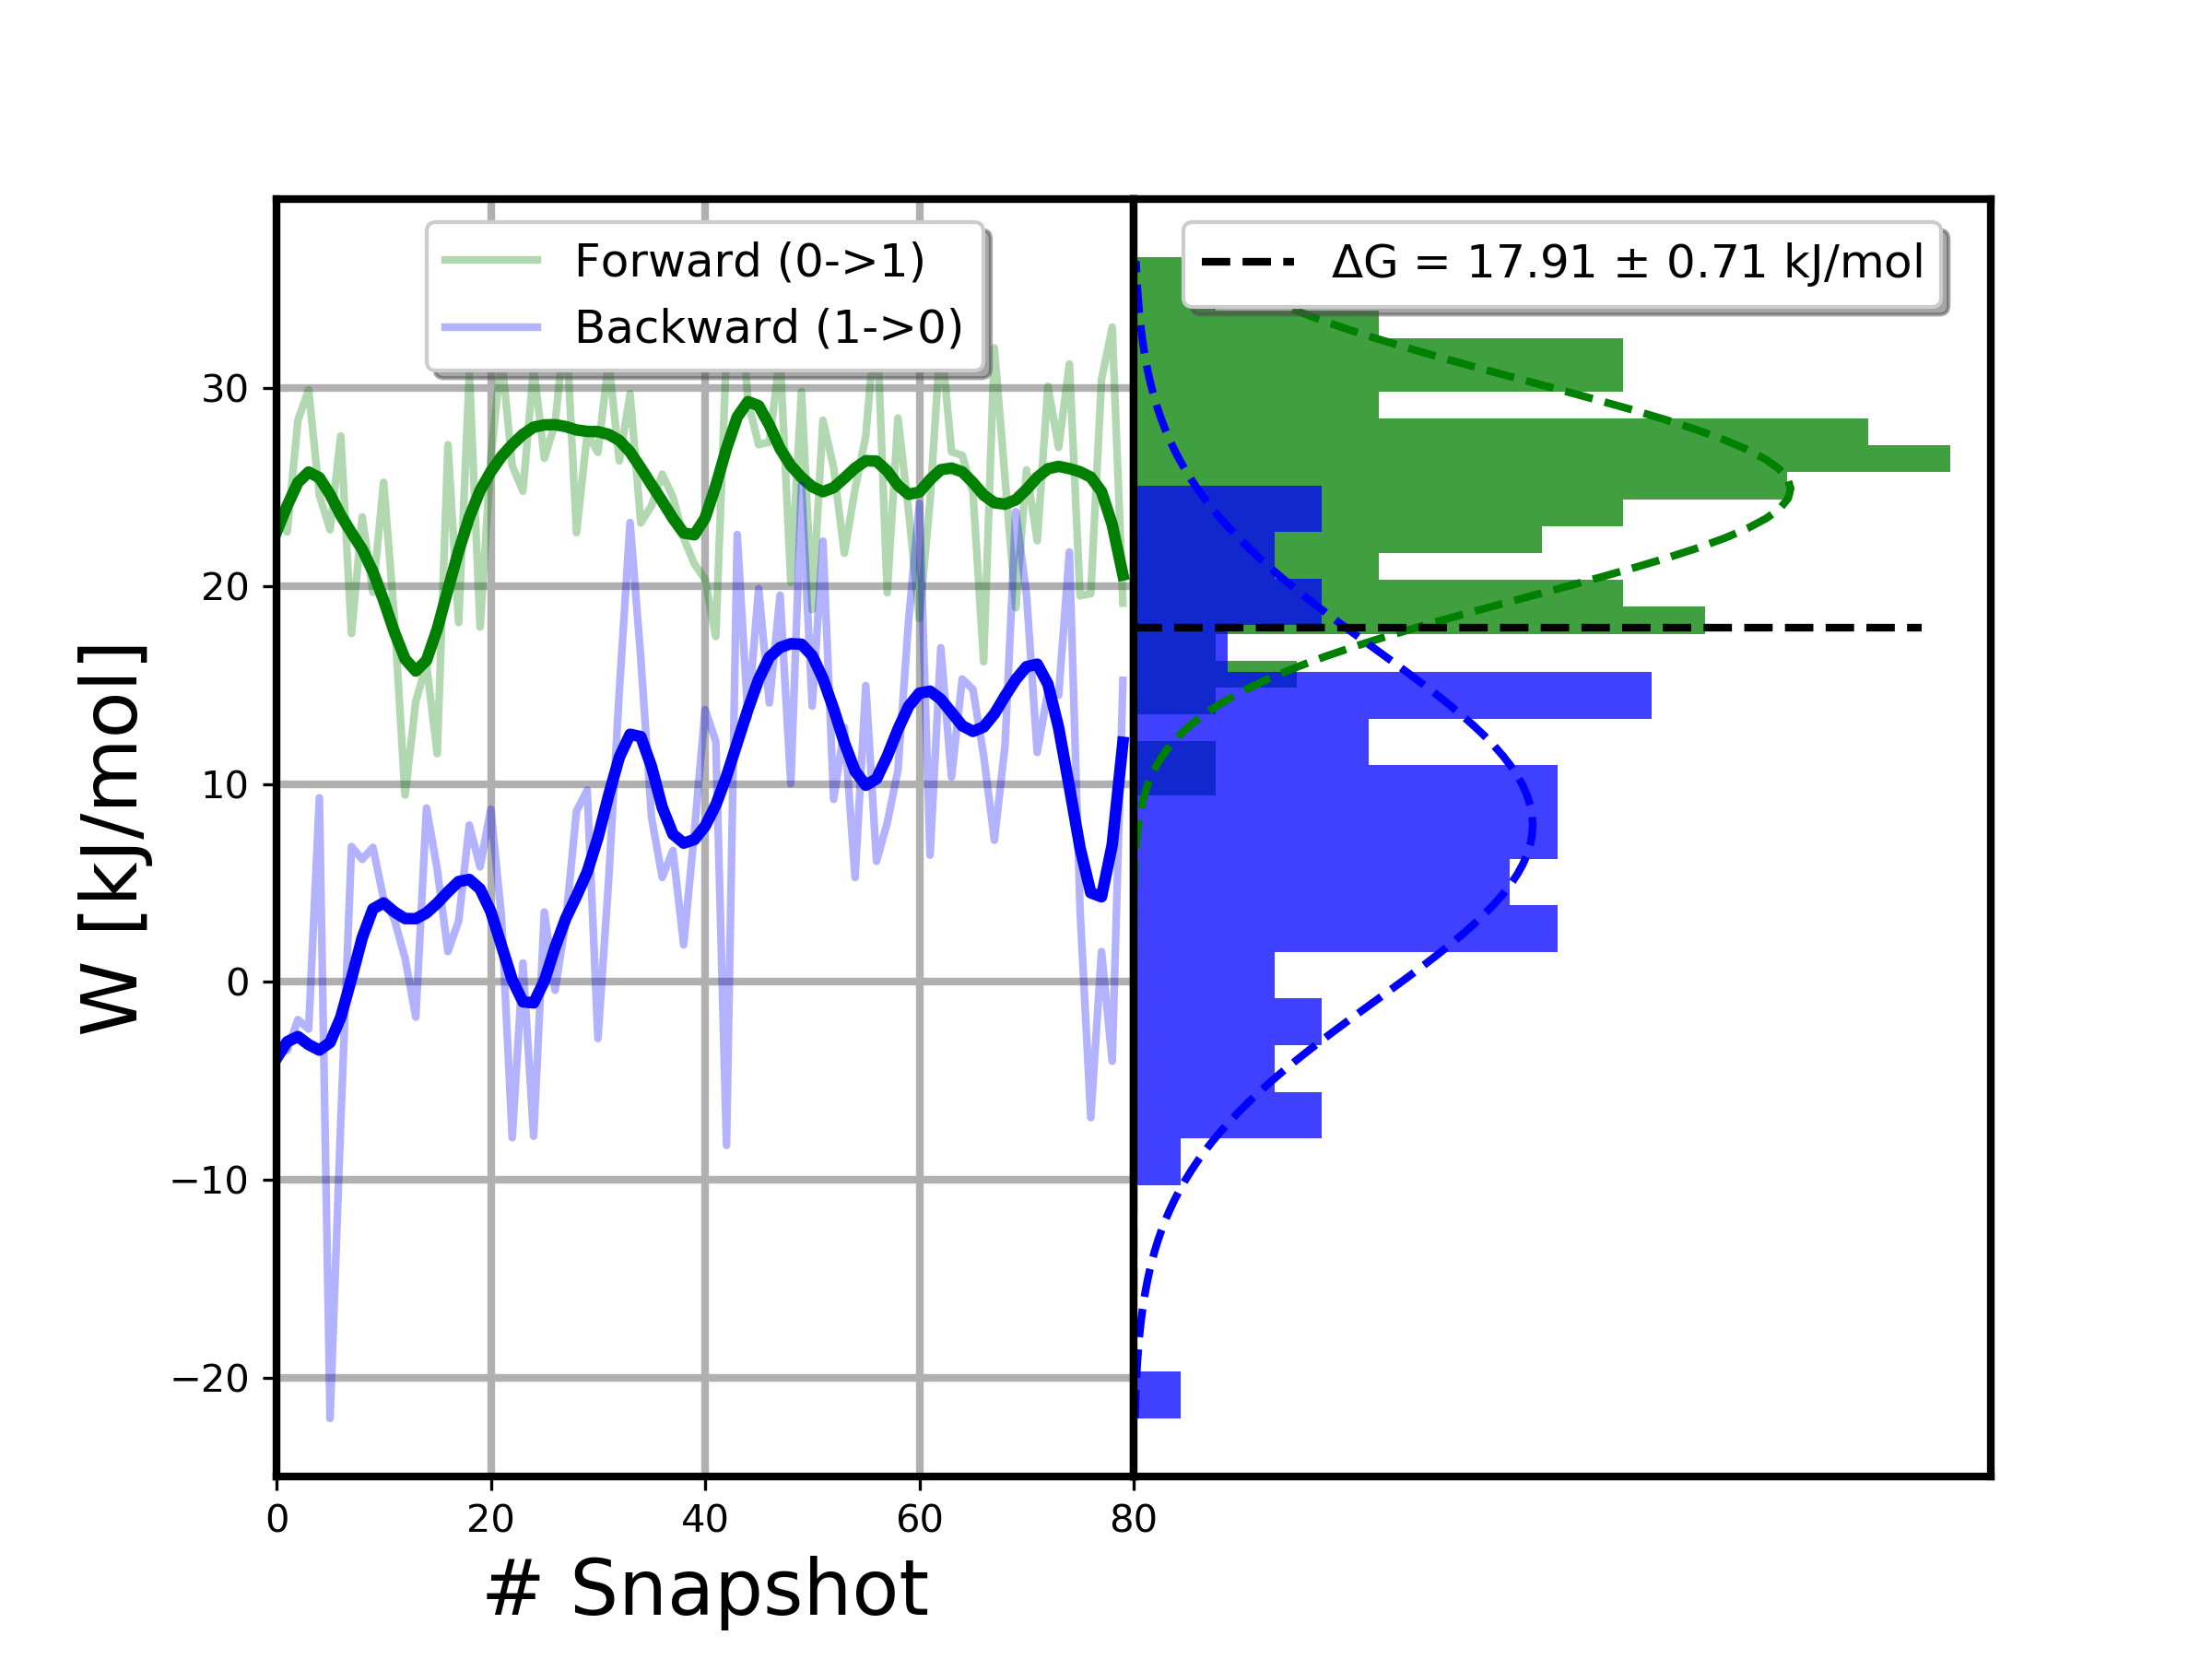 Forward (0->1)
Backward (1->0)
ΔG = 17.91 ± 0.71 kJ/mol
W [kJ/mol]
30
20
10
0
−10
−20
0 20 40 60 80
# Snapshot